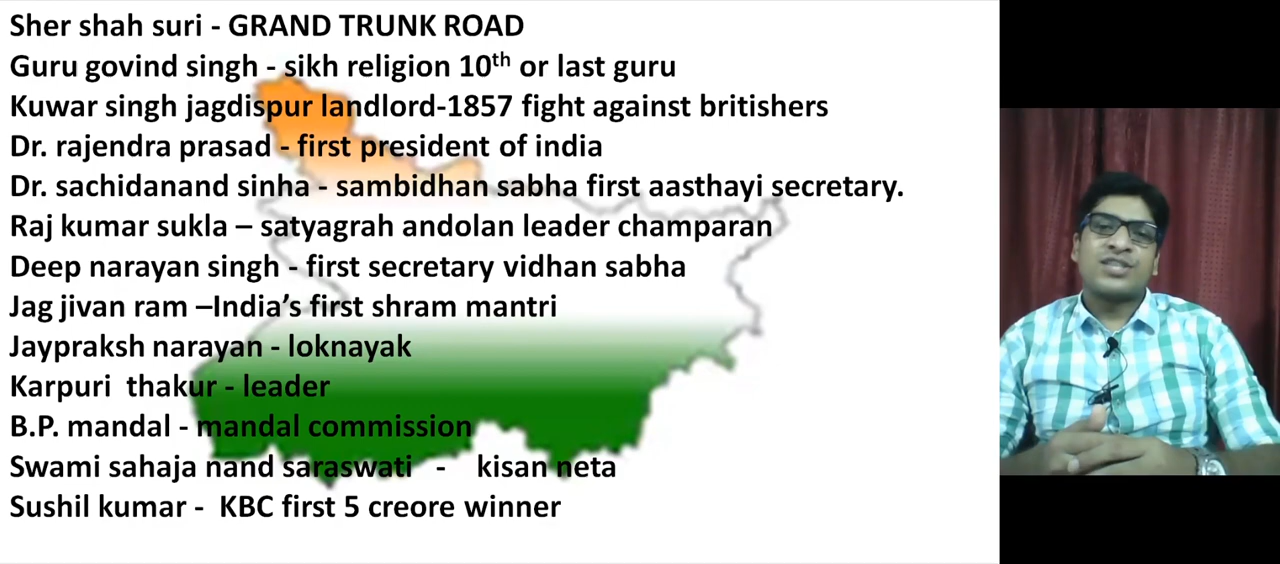 Sher shah suri - GRAND TRUNK ROAD
Guru govind singh - sikh religion 10th or last guru
Kuwar singh jagdispur landlord-1857 fight against britishers
Dr. rajendra prasad - first president of india
Dr. sachidanand sinha - sambidhan sabha first aasthayi secretary.
Raj kumar sukla – satyagrah andolan leader champaran
Deep narayan singh - first secretary vidhan sabha
Jag jivan ram –India’s first shram mantri
Jaypraksh narayan - loknayak
Karpuri thakur - leader
B.P. mandal - mandal commission
Swami sahaja nand saraswati - kisan neta
Sushil kumar - KBC first 5 creore winner